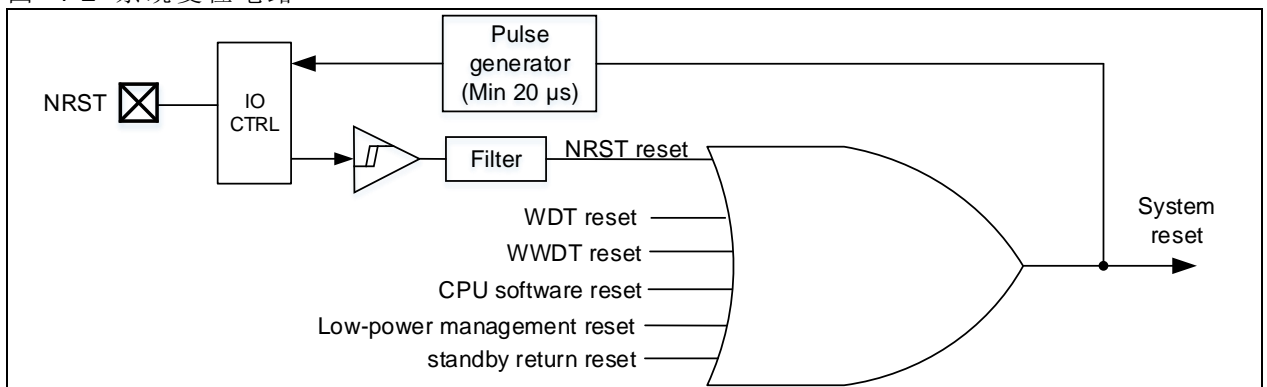 Pulse
generator
(Min 20 µs)
NRST
IO
CTRL
Filter
NRST reset
WDT reset
WWDT reset
CPU software reset
Low-power management reset
standby return reset
System
reset